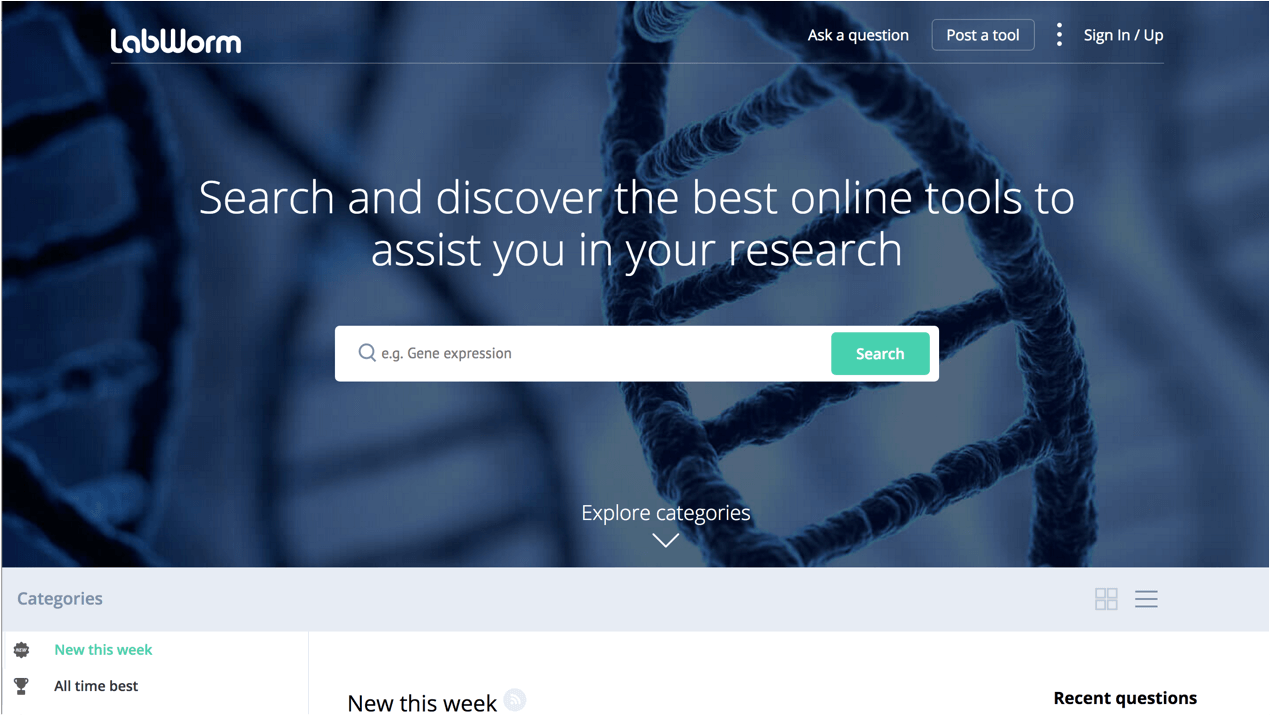 LabWorm
Ask a question
Post a tool
Sign In / Up
Search and discover the best online tools to
assist you in your research
e.g. Gene expression
Search
Explore categories
Categories
NEW
New this week
All time best
New this week
Recent questions